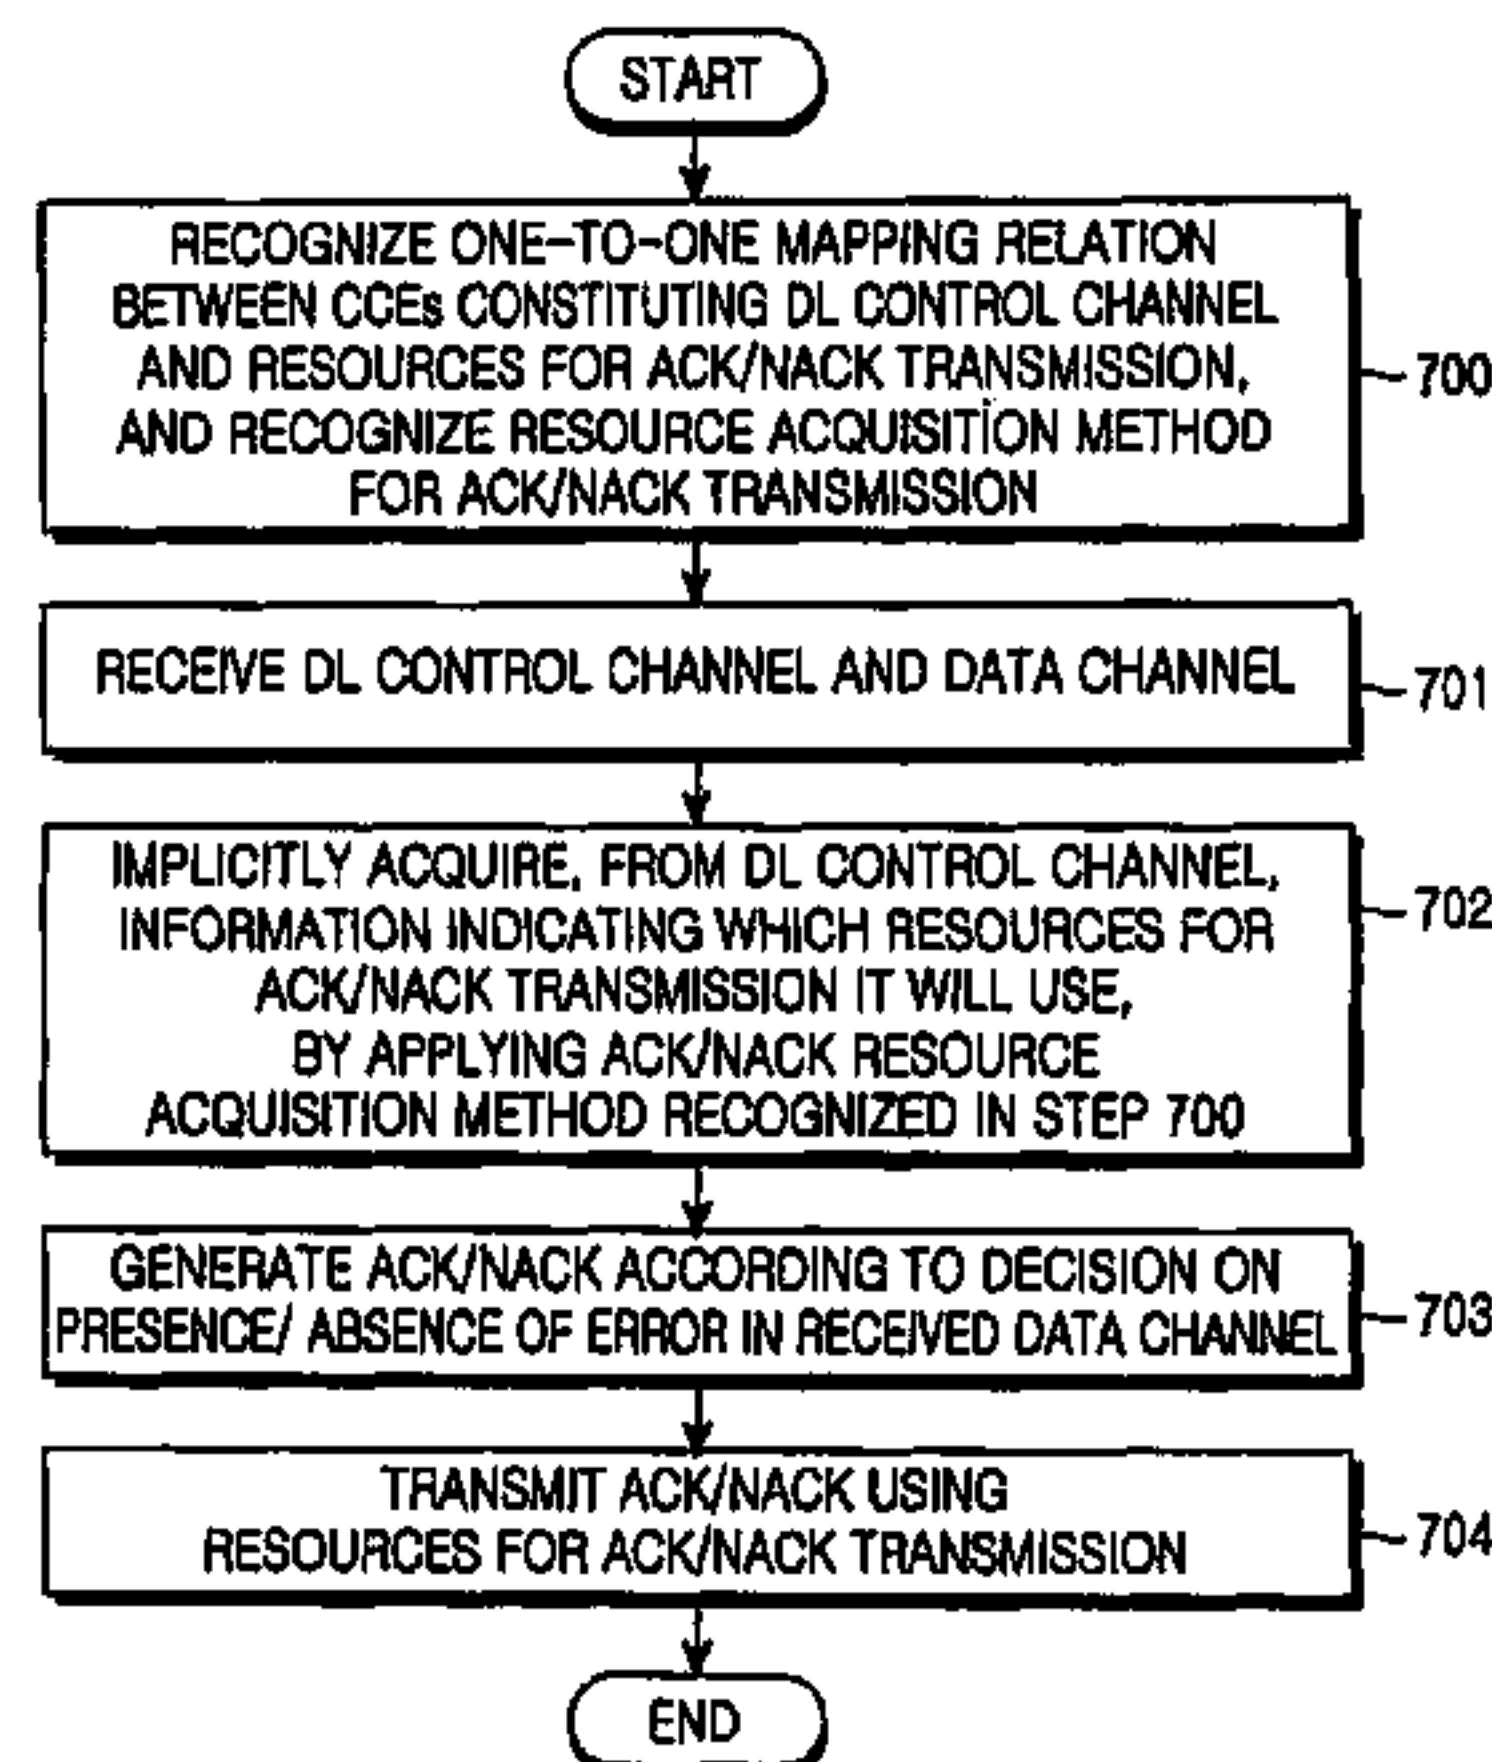 START
RECOGNIZE ONE-TO-ONE MAPPING RELATION
BETWEEN CCEs CONSTITUTING DL CONTROL CHANNEL
AND RESOURCES FOR ACK/NACK TRANSMISSION,
AND RECOGNIZE RESOURCE ACQUISITION METHOD
FOR ACK/NACK TRANSMISSION
700
RECEIVE DL CONTROL CHANNEL AND DATA CHANNEL
701
IMPLICITLY ACQUIRE, FROM DL CONTROL CHANNEL,
INFORMATION INDICATING WHICH RESOURCES FOR
ACK/NACK TRANSMISSION IT WILL USE,
BY APPLYING ACK/NACK RESOURCE
ACQUISITION METHOD RECOGNIZED IN STEP 700
702
GENERATE ACK/NACK ACCORDING TO DECISION ON
PRESENCE/ ABSENCE OF ERROR IN RECEIVED DATA CHANNEL
703
TRANSMIT ACK/NACK USING
RESOURCES FOR ACK/NACK TRANSMISSION
704
END